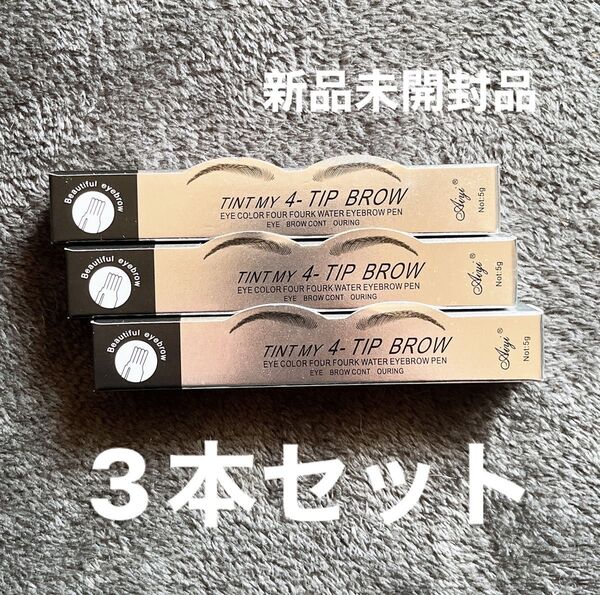 新品未開封品
Beautiful eyebrow
TINT MY 4- TIP BROW
EYE COLOR FOUR FOURK WATER EYEBROW PEN
EYE BROW CONT OURING
®
Not:5g
Beautiful eyebrow
TINT MY 4- TIP BROW
EYE COLOR FOUR FOURK WATER EYEBROW PEN
EYE BROW CONT OURING
®
Not:5g
Beautiful eyebrow
TINT MY 4- TIP BROW
EYE COLOR FOUR FOURK WATER EYEBROW PEN
EYE BROW CONT OURING
®
Not:5g
3本セット